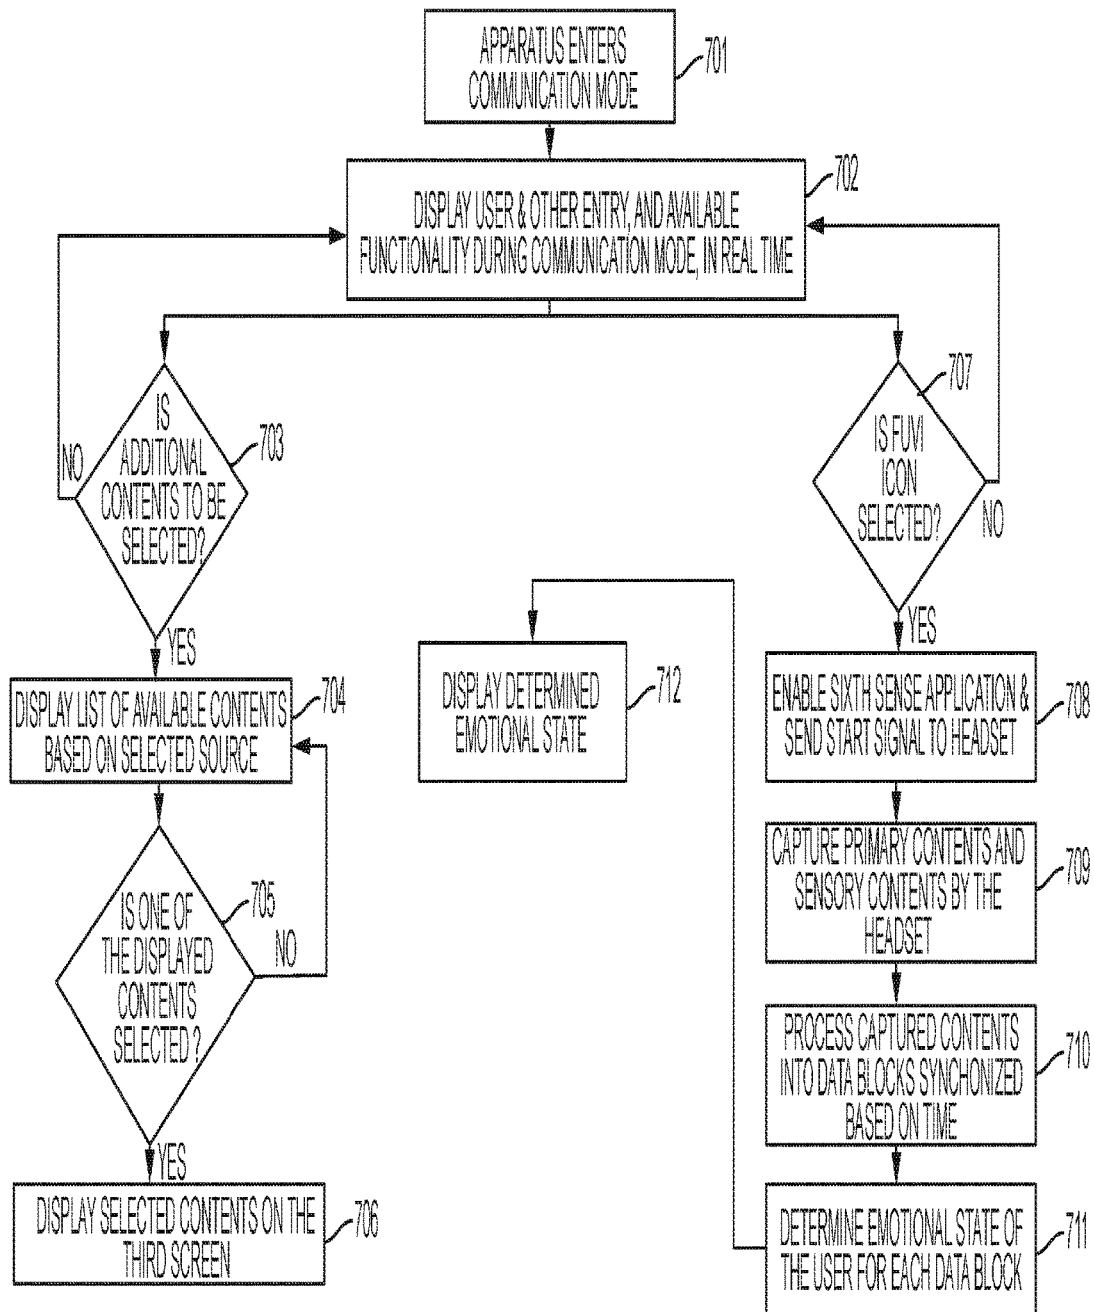 APPARATUS ENTERS
COMMUNICATION MODE
701
DISPLAY USER & OTHER ENTRY, AND AVAILABLE
FUNCTIONALITY DURING COMMUNICATION MODE, IN REAL TIME
702
IS
ADDITIONAL
CONTENTS TO BE
SELECTED?
703
NO
YES
DISPLAY LIST OF AVAILABLE CONTENTS
BASED ON SELECTED SOURCE
704
IS ONE OF
THE DISPLAYED
CONTENTS
SELECTED ?
705
NO
YES
DISPLAY SELECTED CONTENTS ON THE
THIRD SCREEN
706
IS FUVI
ICON
SELECTED?
707
NO
YES
ENABLE SIXTH SENSE APPLICATION &
SEND START SIGNAL TO HEADSET
708
CAPTURE PRIMARY CONTENTS AND
SENSORY CONTENTS BY THE
HEADSET
709
PROCESS CAPTURED CONTENTS
INTO DATA BLOCKS SYNCHONIZED
BASED ON TIME
710
DETERMINE EMOTIONAL STATE OF
THE USER FOR EACH DATA BLOCK
711
DISPLAY DETERMINED
EMOTIONAL STATE
712